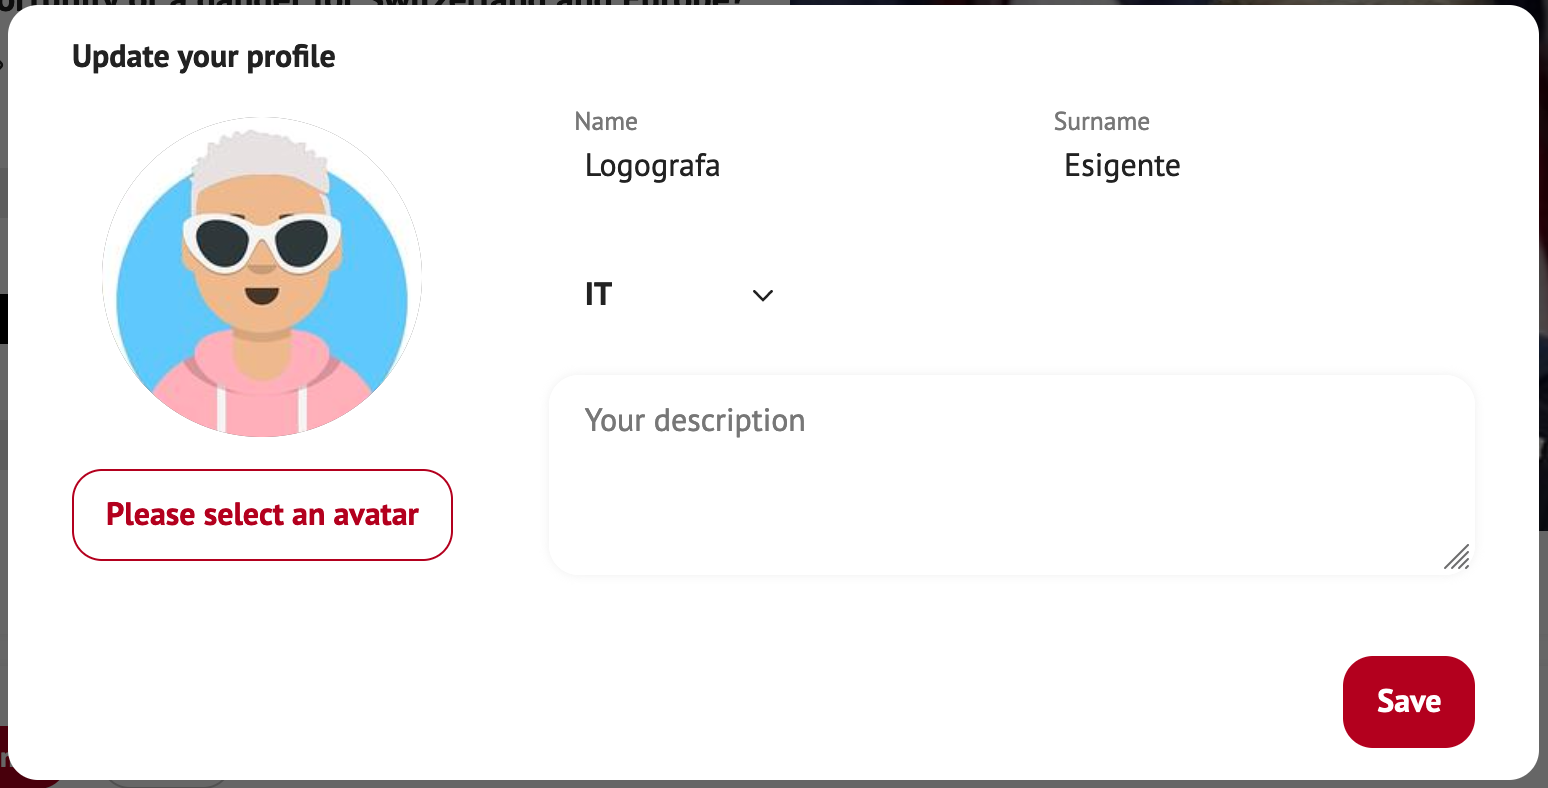 Update your profile
Name
Surname
Logografa
Esigente
IT
Your description
Please select an avatar
Save